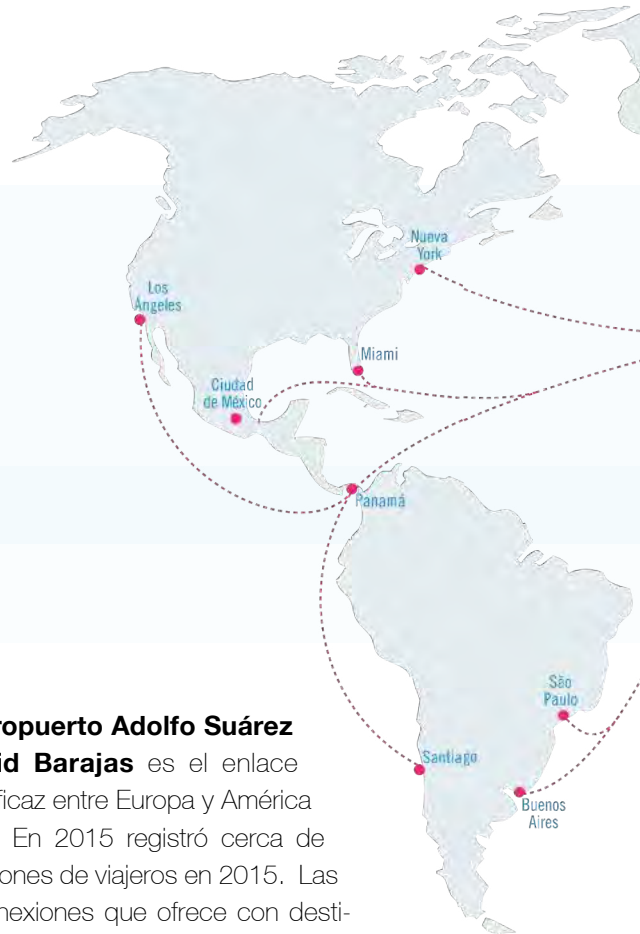 Nueva
York
Los
Ángeles
Miami
Ciudad
de México
Panamá
São
Paulo
Santiago
Buenos
Aires
ropuerto Adolfo Suárez
id Barajas es el enlace
ficaz entre Europa y América
En 2015 registró cerca de
ones de viajeros en 2015. Las
nexiones que ofrece con desti-